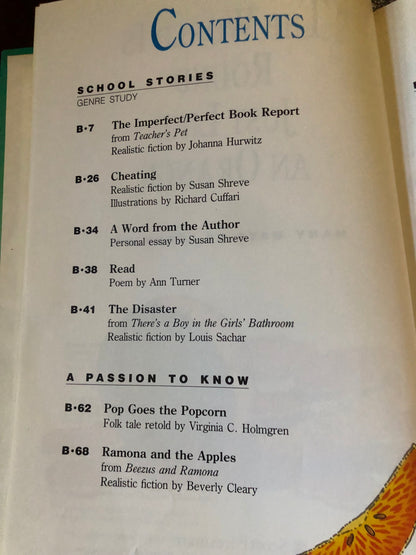 CONTENTS
SCHOOL STORIES
GENRE STUDY
B•7 The Imperfect/Perfect Book Report
from Teacher's Pet
Realistic fiction by Johanna Hurwitz
B•26 Cheating
Realistic fiction by Susan Shreve
Illustrations by Richard Cuffari
B•34 A Word from the Author
Personal essay by Susan Shreve
B•38 Read
Poem by Ann Turner
B•41 The Disaster
from There's a Boy in the Girls' Bathroom
Realistic fiction by Louis Sachar
A PASSION TO KNOW
B•62 Pop Goes the Popcorn
Folk tale retold by Virginia C. Holmgren
B•68 Ramona and the Apples
from Beezus and Ramona
Realistic fiction by Beverly Cleary